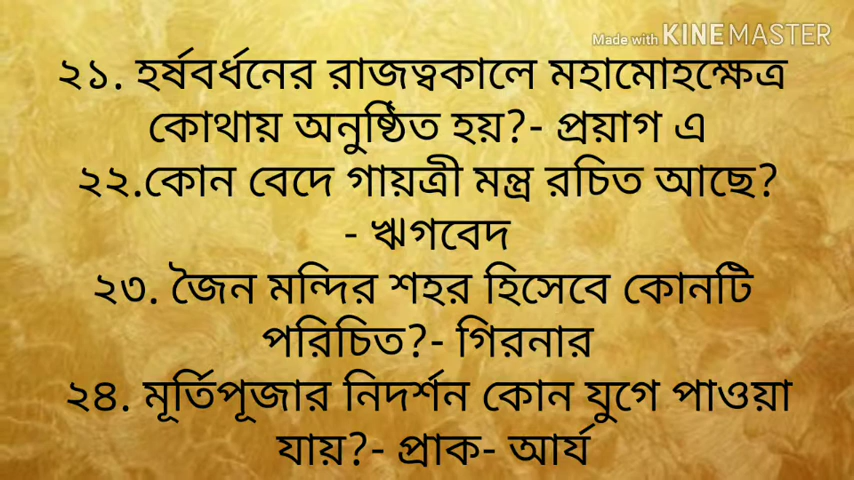 Made with KINEMASTER
২১. হর্ষবর্ধনের রাজত্বকালে মহামোহক্ষেত্র
কোথায় অনুষ্ঠিত হয়?- প্রয়াগ এ
২২.কোন বেদে গায়ত্রী মন্ত্র রচিত আছে?
- ঋগবেদ
২৩. জৈন মন্দির শহর হিসেবে কোনটি
পরিচিত?- গিরনার
২৪. মূর্তিপূজার নিদর্শন কোন যুগে পাওয়া
যায়?- প্রাক- আর্য